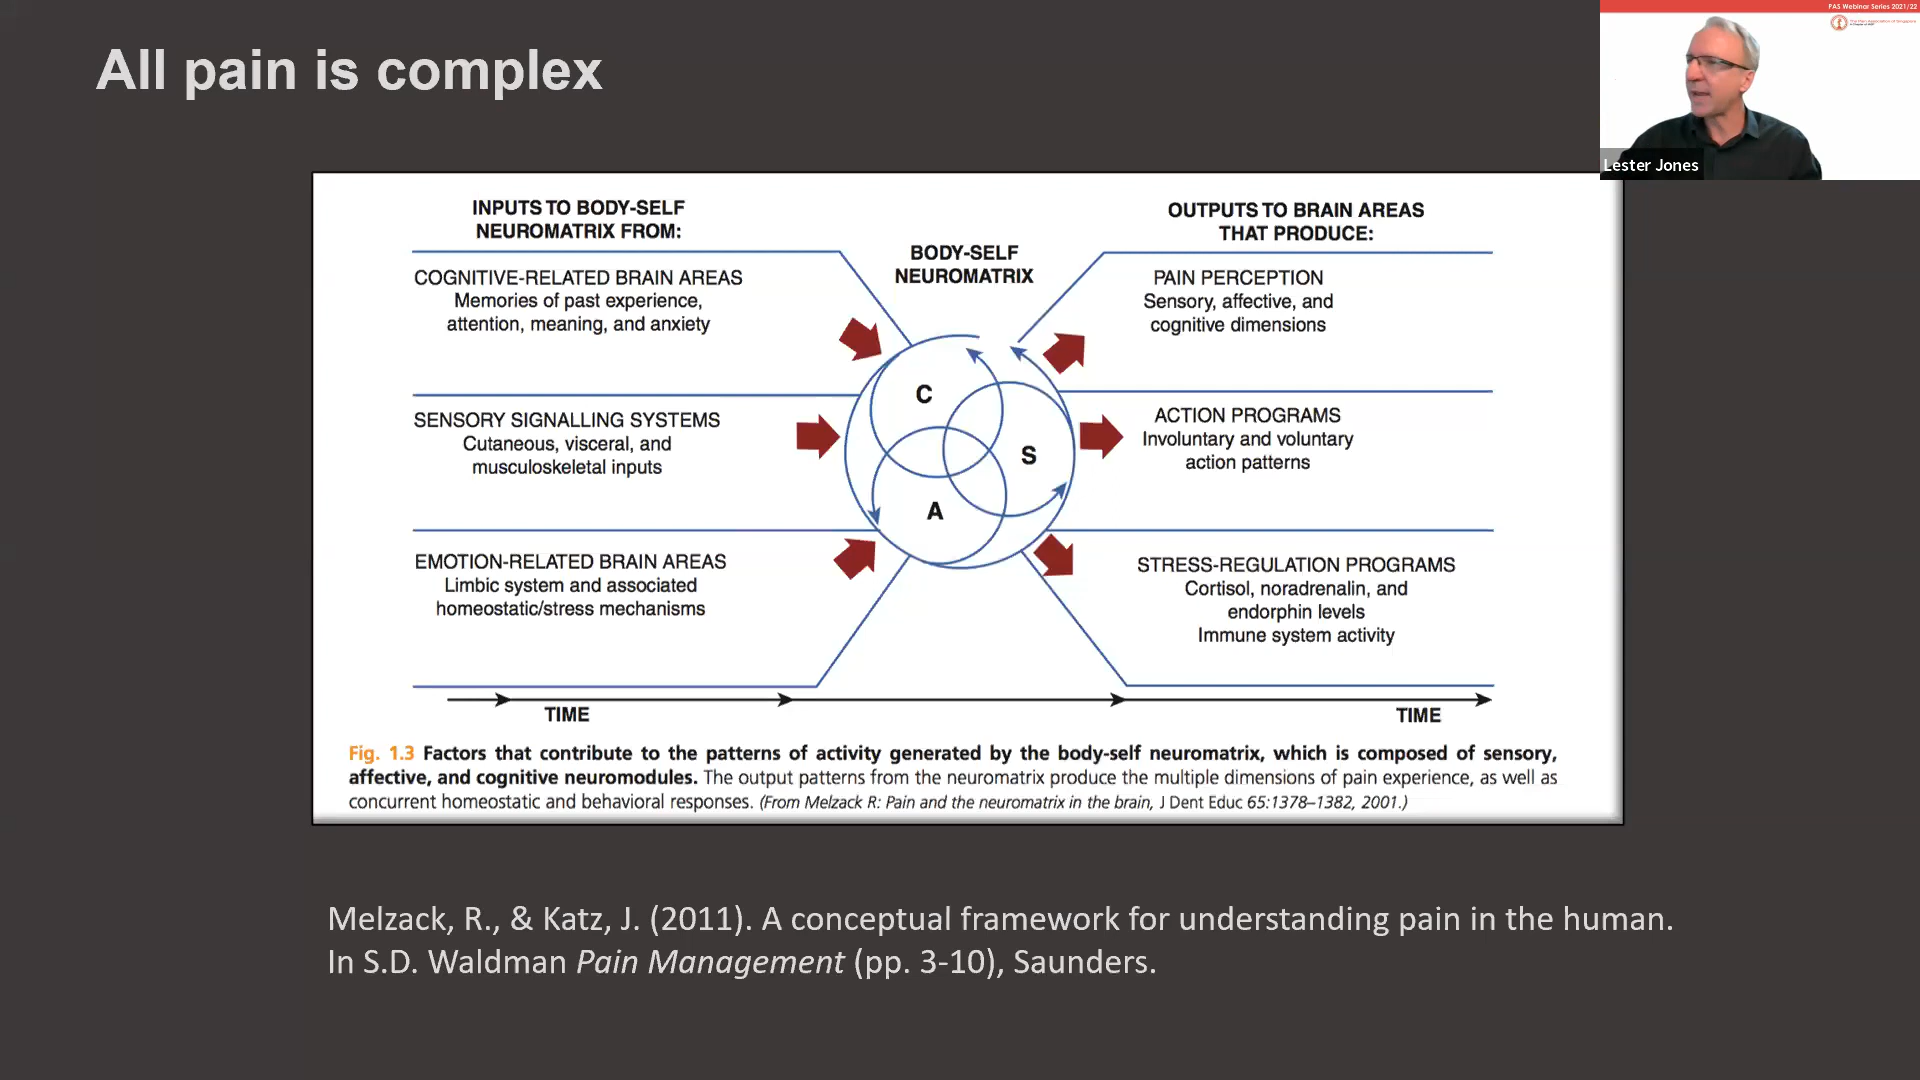 All pain is complex
PAS Webinar Series 2021/22
The Pain Association of Singapore
Lester Jones
INPUTS TO BODY-SELF
NEUROMATRIX FROM:
BODY-SELF
NEUROMATRIX
OUTPUTS TO BRAIN AREAS
THAT PRODUCE:
COGNITIVE-RELATED BRAIN AREAS
Memories of past experience,
attention, meaning, and anxiety
SENSORY SIGNALLING SYSTEMS
Cutaneous, visceral, and
musculoskeletal inputs
EMOTION-RELATED BRAIN AREAS
Limbic system and associated
homeostatic/stress mechanisms
C
S
A
PAIN PERCEPTION
Sensory, affective, and
cognitive dimensions
ACTION PROGRAMS
Involuntary and voluntary
action patterns
STRESS-REGULATION PROGRAMS
Cortisol, noradrenalin, and
endorphin levels
Immune system activity
TIME
TIME
Fig. 1.3 Factors that contribute to the patterns of activity generated by the body-self neuromatrix, which is composed of sensory,
affective, and cognitive neuromodules. The output patterns from the neuromatrix produce the multiple dimensions of pain experience, as well as
concurrent homeostatic and behavioral responses. (From Melzack R: Pain and the neuromatrix in the brain, J Dent Educ 65:1378–1382, 2001.)
Melzack, R., & Katz, J. (2011). A conceptual framework for understanding pain in the human.
In S.D. Waldman Pain Management (pp. 3-10), Saunders.